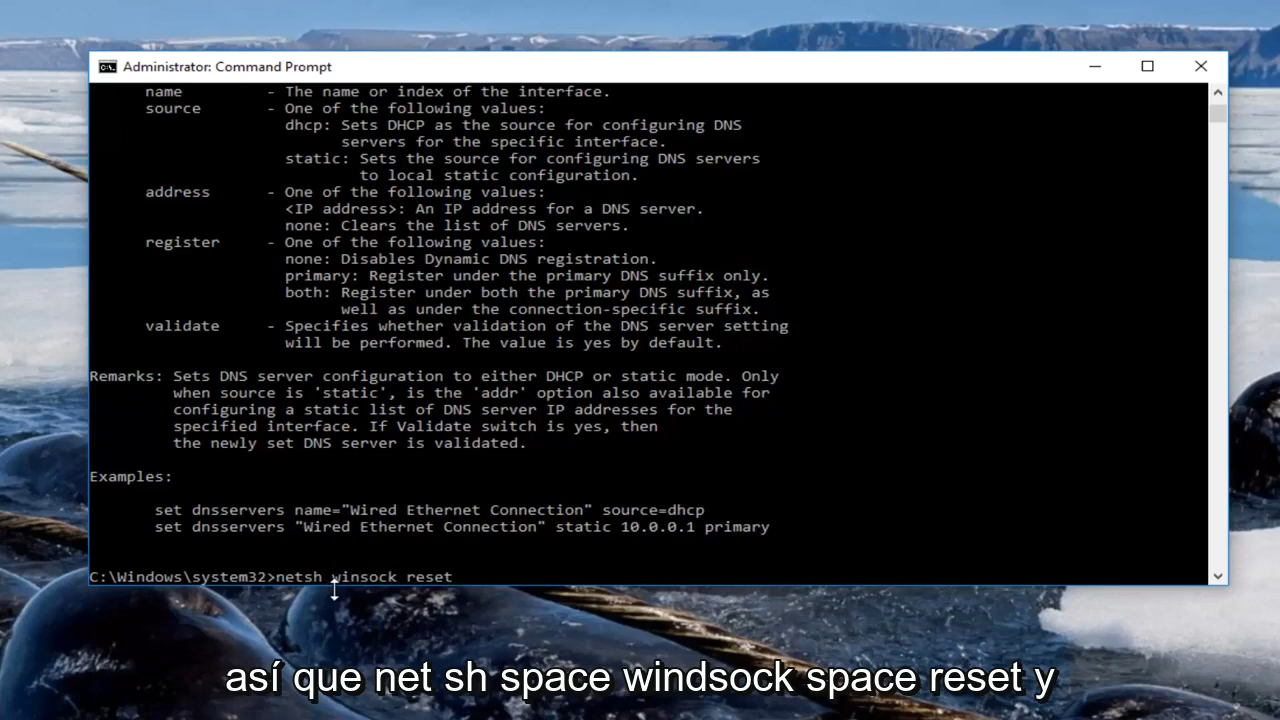 Administrator: Command Prompt
name - The name or index of the interface.
source - One of the following values:
dhcp: Sets DHCP as the source for configuring DNS
servers for the specific interface.
static: Sets the source for configuring DNS servers
to local static configuration.
address - One of the following values:
<IP address>: An IP address for a DNS server.
none: Clears the list of DNS servers.
register - One of the following values:
none: Disables Dynamic DNS registration.
primary: Register under the primary DNS suffix only.
both: Register under both the primary DNS suffix, as
well as under the connection-specific suffix.
validate - Specifies whether validation of the DNS server setting
will be performed. The value is yes by default.
Remarks: Sets DNS server configuration to either DHCP or static mode. Only
when source is 'static', is the 'addr' option also available for
configuring a static list of DNS server IP addresses for the
specified interface. If Validate switch is yes, then
the newly set DNS server is validated.
Examples:
set dnsservers name="Wired Ethernet Connection" source=dhcp
set dnsservers "Wired Ethernet Connection" static 10.0.0.1 primary
C:\Windows\system32>netsh winsock reset
así que net sh space windsock space reset y